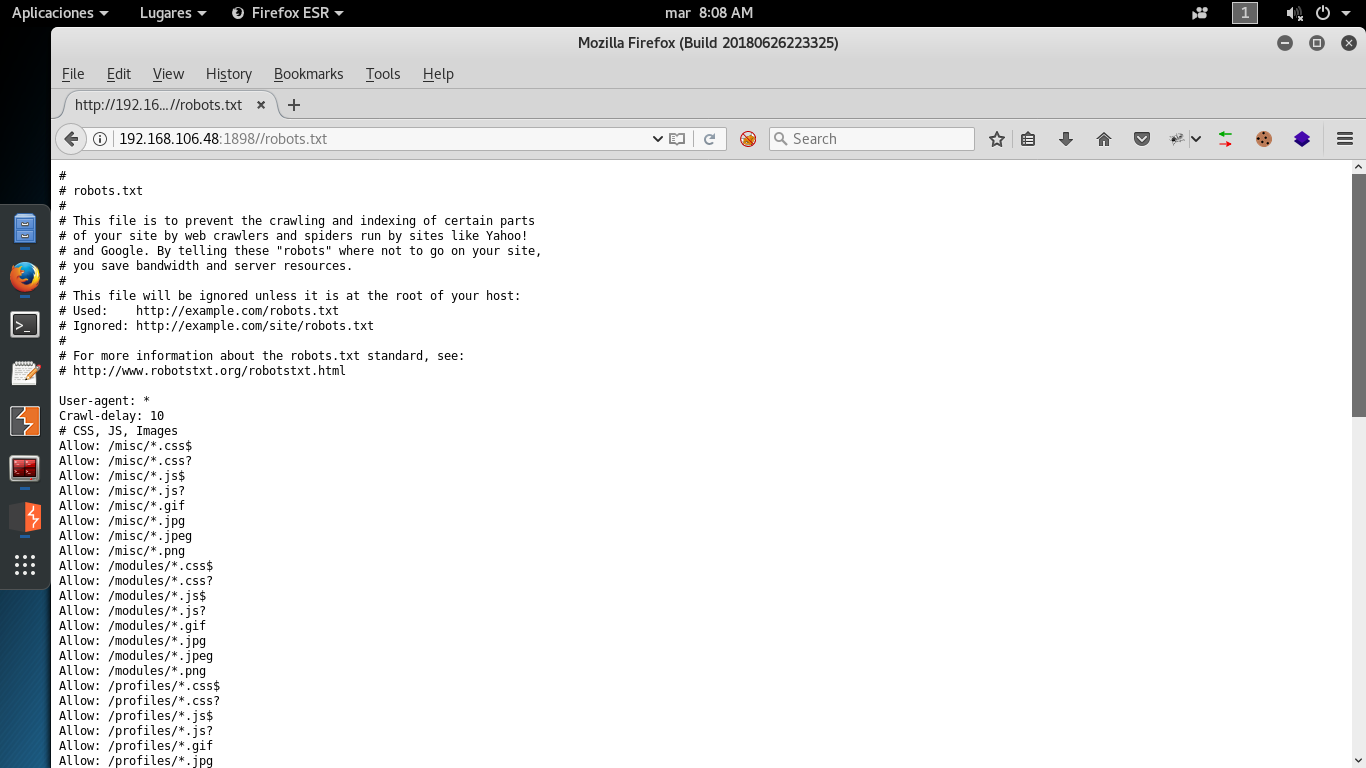 Aplicaciones Lugares Firefox ESR mar 8:08 AM 1
Mozilla Firefox (Build 20180626223325)
File Edit View History Bookmarks Tools Help
http://192.16...//robots.txt
192.168.106.48:1898//robots.txt Search
#
# robots.txt
#
# This file is to prevent the crawling and indexing of certain parts
# of your site by web crawlers and spiders run by sites like Yahoo!
# and Google. By telling these "robots" where not to go on your site,
# you save bandwidth and server resources.
#
# This file will be ignored unless it is at the root of your host:
# Used:    http://example.com/robots.txt
# Ignored: http://example.com/site/robots.txt
#
# For more information about the robots.txt standard, see:
# http://www.robotstxt.org/robotstxt.html
User-agent: *
Crawl-delay: 10
# CSS, JS, Images
Allow: /misc/*.css$
Allow: /misc/*.css?
Allow: /misc/*.js$
Allow: /misc/*.js?
Allow: /misc/*.gif
Allow: /misc/*.jpg
Allow: /misc/*.jpeg
Allow: /misc/*.png
Allow: /modules/*.css$
Allow: /modules/*.css?
Allow: /modules/*.js$
Allow: /modules/*.js?
Allow: /modules/*.gif
Allow: /modules/*.jpg
Allow: /modules/*.jpeg
Allow: /modules/*.png
Allow: /profiles/*.css$
Allow: /profiles/*.css?
Allow: /profiles/*.js$
Allow: /profiles/*.js?
Allow: /profiles/*.gif
Allow: /profiles/*.jpg